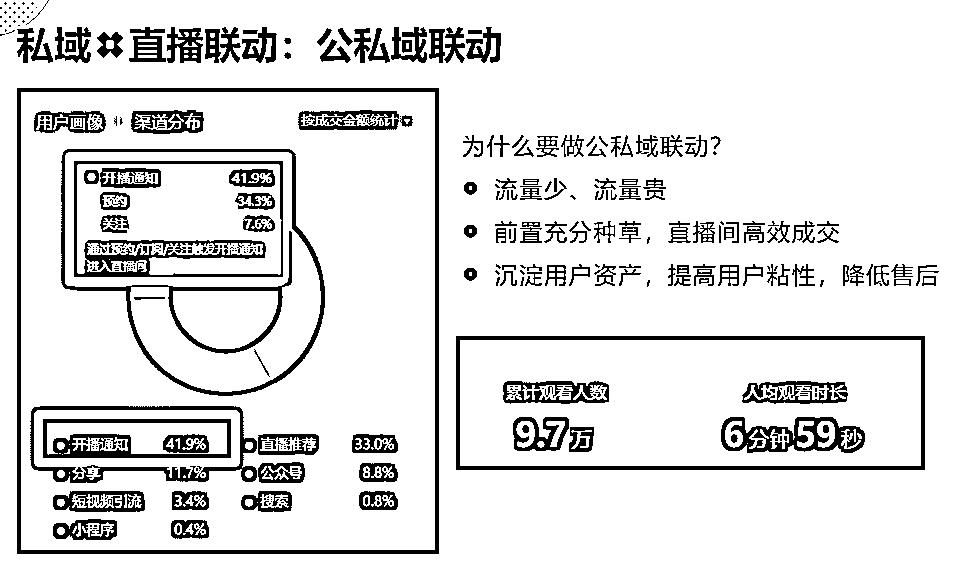 私域⌗直播联动：公私域联动
用户画像 渠道分布 按成交金额统计
开播通知 41.9%
预约 34.3%
关注 7.6%
通过预约/订阅/关注触发开播通知
进入直播间
开播通知 41.9% 直播推荐 33.0%
分享 11.7% 公众号 8.8%
短视频引流 3.4% 搜索 0.8%
小程序 0.4%
为什么要做公私域联动?
流量少、流量贵
前置充分种草，直播间高效成交
沉淀用户资产，提高用户粘性，降低售后
累计观看人数 人均观看时长
9.7万 6分钟59秒